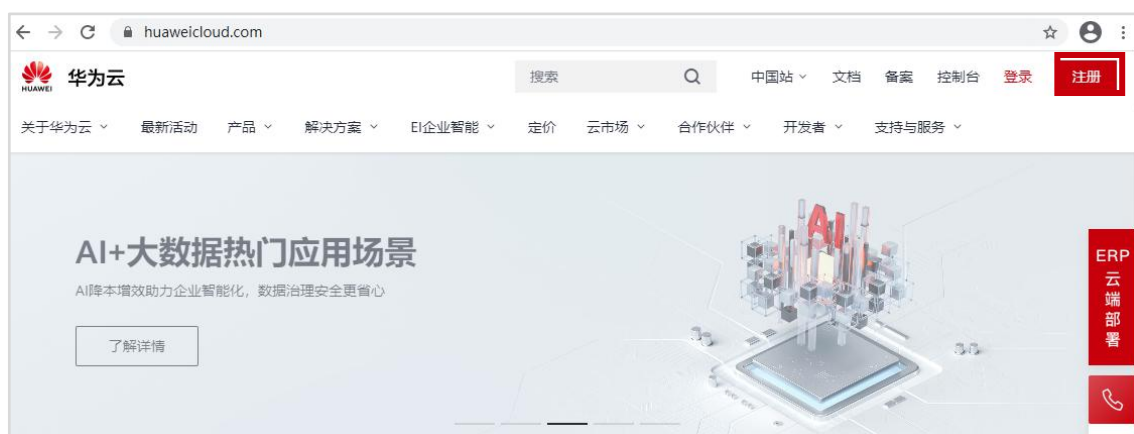 huaweicloud.com
HUAWEI 华为云 搜索 中国站 文档 备案 控制台 登录 注册
关于华为云 最新活动 产品 解决方案 EI企业智能 定价 云市场 合作伙伴 开发者 支持与服务
AI
AI+大数据热门应用场景
AI降本增效助力企业智能化，数据治理安全更省心
了解详情
ERP
云
端
部
署